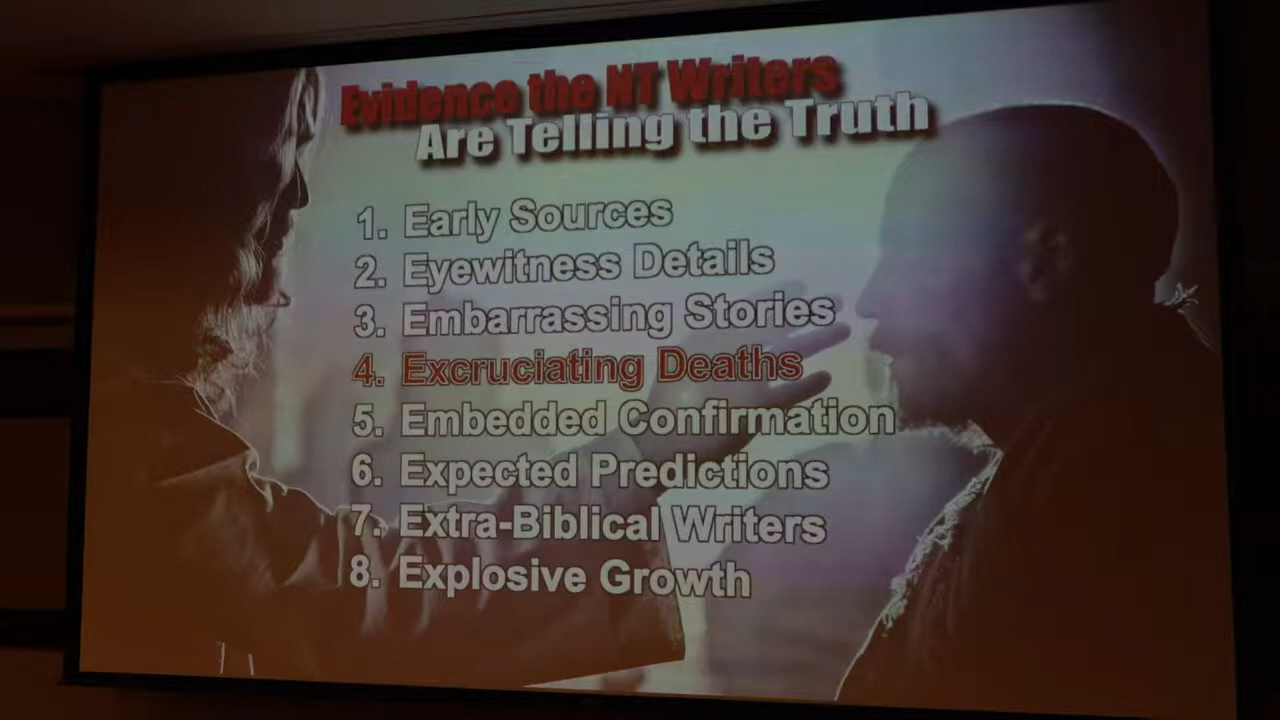 Evidence the NT Writers
Are Telling the Truth
1. Early Sources
2. Eyewitness Details
3. Embarrassing Stories
4. Excruciating Deaths
5. Embedded Confirmation
6. Expected Predictions
7. Extra-Biblical Writers
8. Explosive Growth